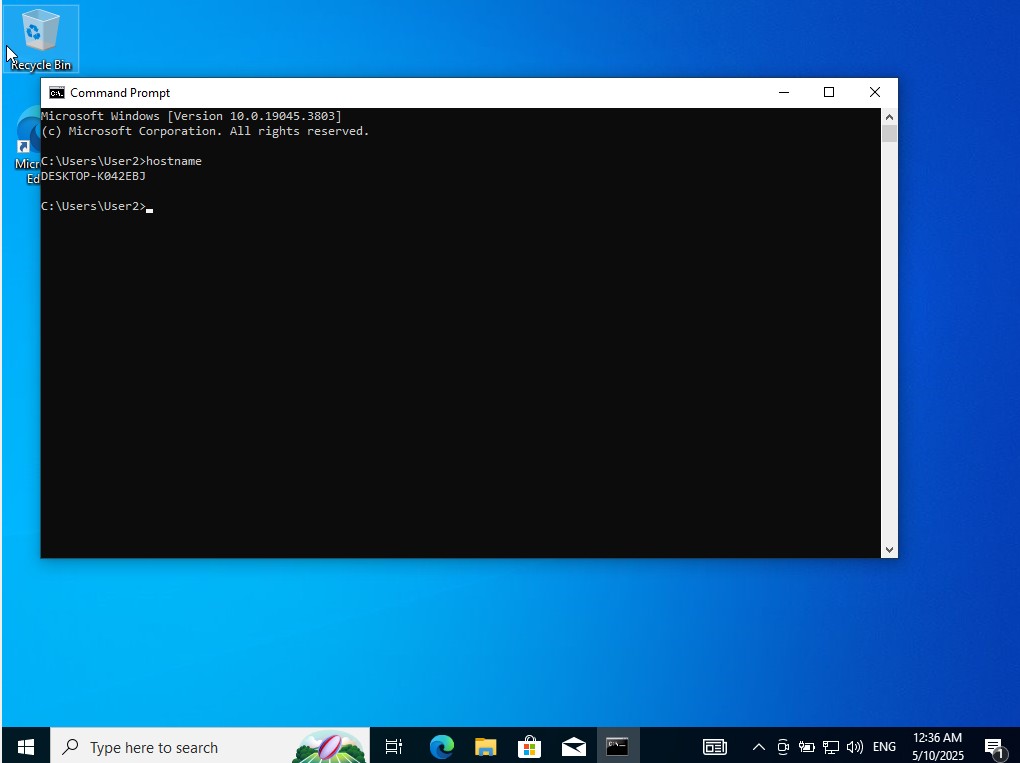 Recycle Bin
Command Prompt
Microsoft Windows [Version 10.0.19045.3803]
(c) Microsoft Corporation. All rights reserved.
C:\Users\User2>hostname
DESKTOP-K042EBJ
C:\Users\User2>
Micr
Ed
Type here to search
ENG
12:36 AM
5/10/2025
1